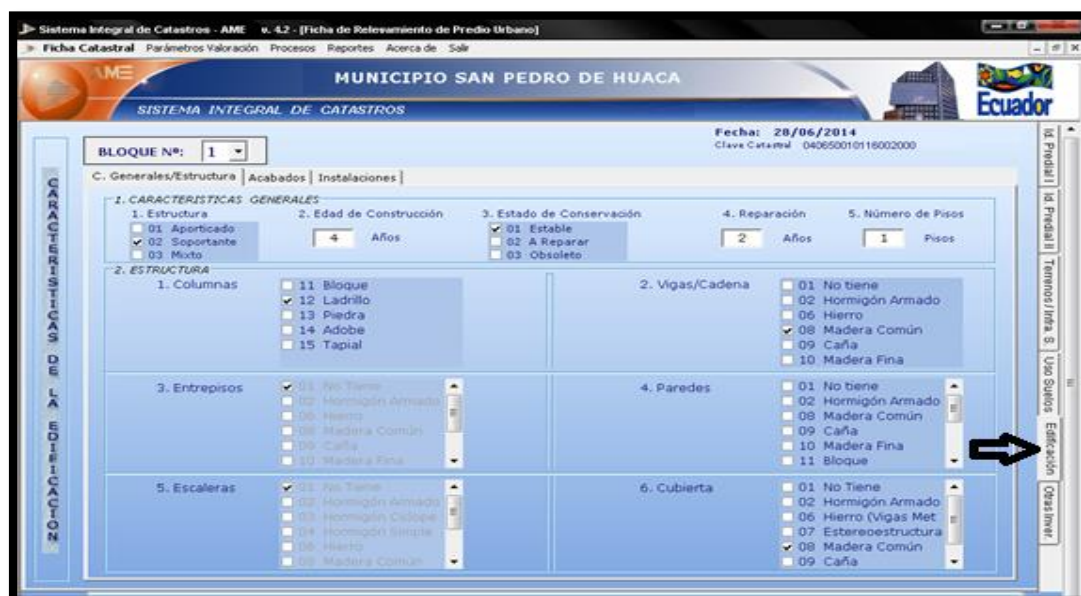 Sistema Integral de Catastros - AME v. 4.2 - [Ficha de Relevamiento de Predio Urbano]
Ficha Catastral Parámetros Valoración Procesos Reportes Acerca de Salir
AME
MUNICIPIO SAN PEDRO DE HUACA
SISTEMA INTEGRAL DE CATASTROS
Ecuador
Fecha: 28/06/2014
Clave Catastral 040650010116002000
BLOQUE Nº: 1
C. Generales/Estructura Acabados Instalaciones
CARACTERISTICAS DE LA EDIFICACION
1. CARACTERISTICAS GENERALES
1. Estructura
01 Aporticado
02 Soportante
03 Mixto
2. Edad de Construcción
4 Años
3. Estado de Conservación
01 Estable
02 A Reparar
03 Obsoleto
4. Reparación
2 Años
5. Número de Pisos
1 Pisos
2. ESTRUCTURA
1. Columnas
11 Bloque
12 Ladrillo
13 Piedra
14 Adobe
15 Tapial
2. Vigas/Cadena
01 No tiene
02 Hormigón Armado
06 Hierro
08 Madera Común
09 Caña
10 Madera Fina
3. Entrepisos
01 No Tiene
02 Hormigón Armado
06 Hierro
08 Madera Común
09 Caña
10 Madera Fina
4. Paredes
01 No tiene
02 Hormigón Armado
08 Madera Común
09 Caña
10 Madera Fina
11 Bloque
5. Escaleras
01 No Tiene
02 Hormigón Armado
03 Hormigón Ciclope
04 Hormigón Simple
06 Hierro
08 Madera Común
6. Cubierta
01 No Tiene
02 Hormigón Armado
06 Hierro (Vigas Met
07 Estereoestructura
08 Madera Común
09 Caña
Id. Predial I
Id. Predial II
Terrenos/Infra. S.
Uso Suelos
Edificación
Otras Inver.